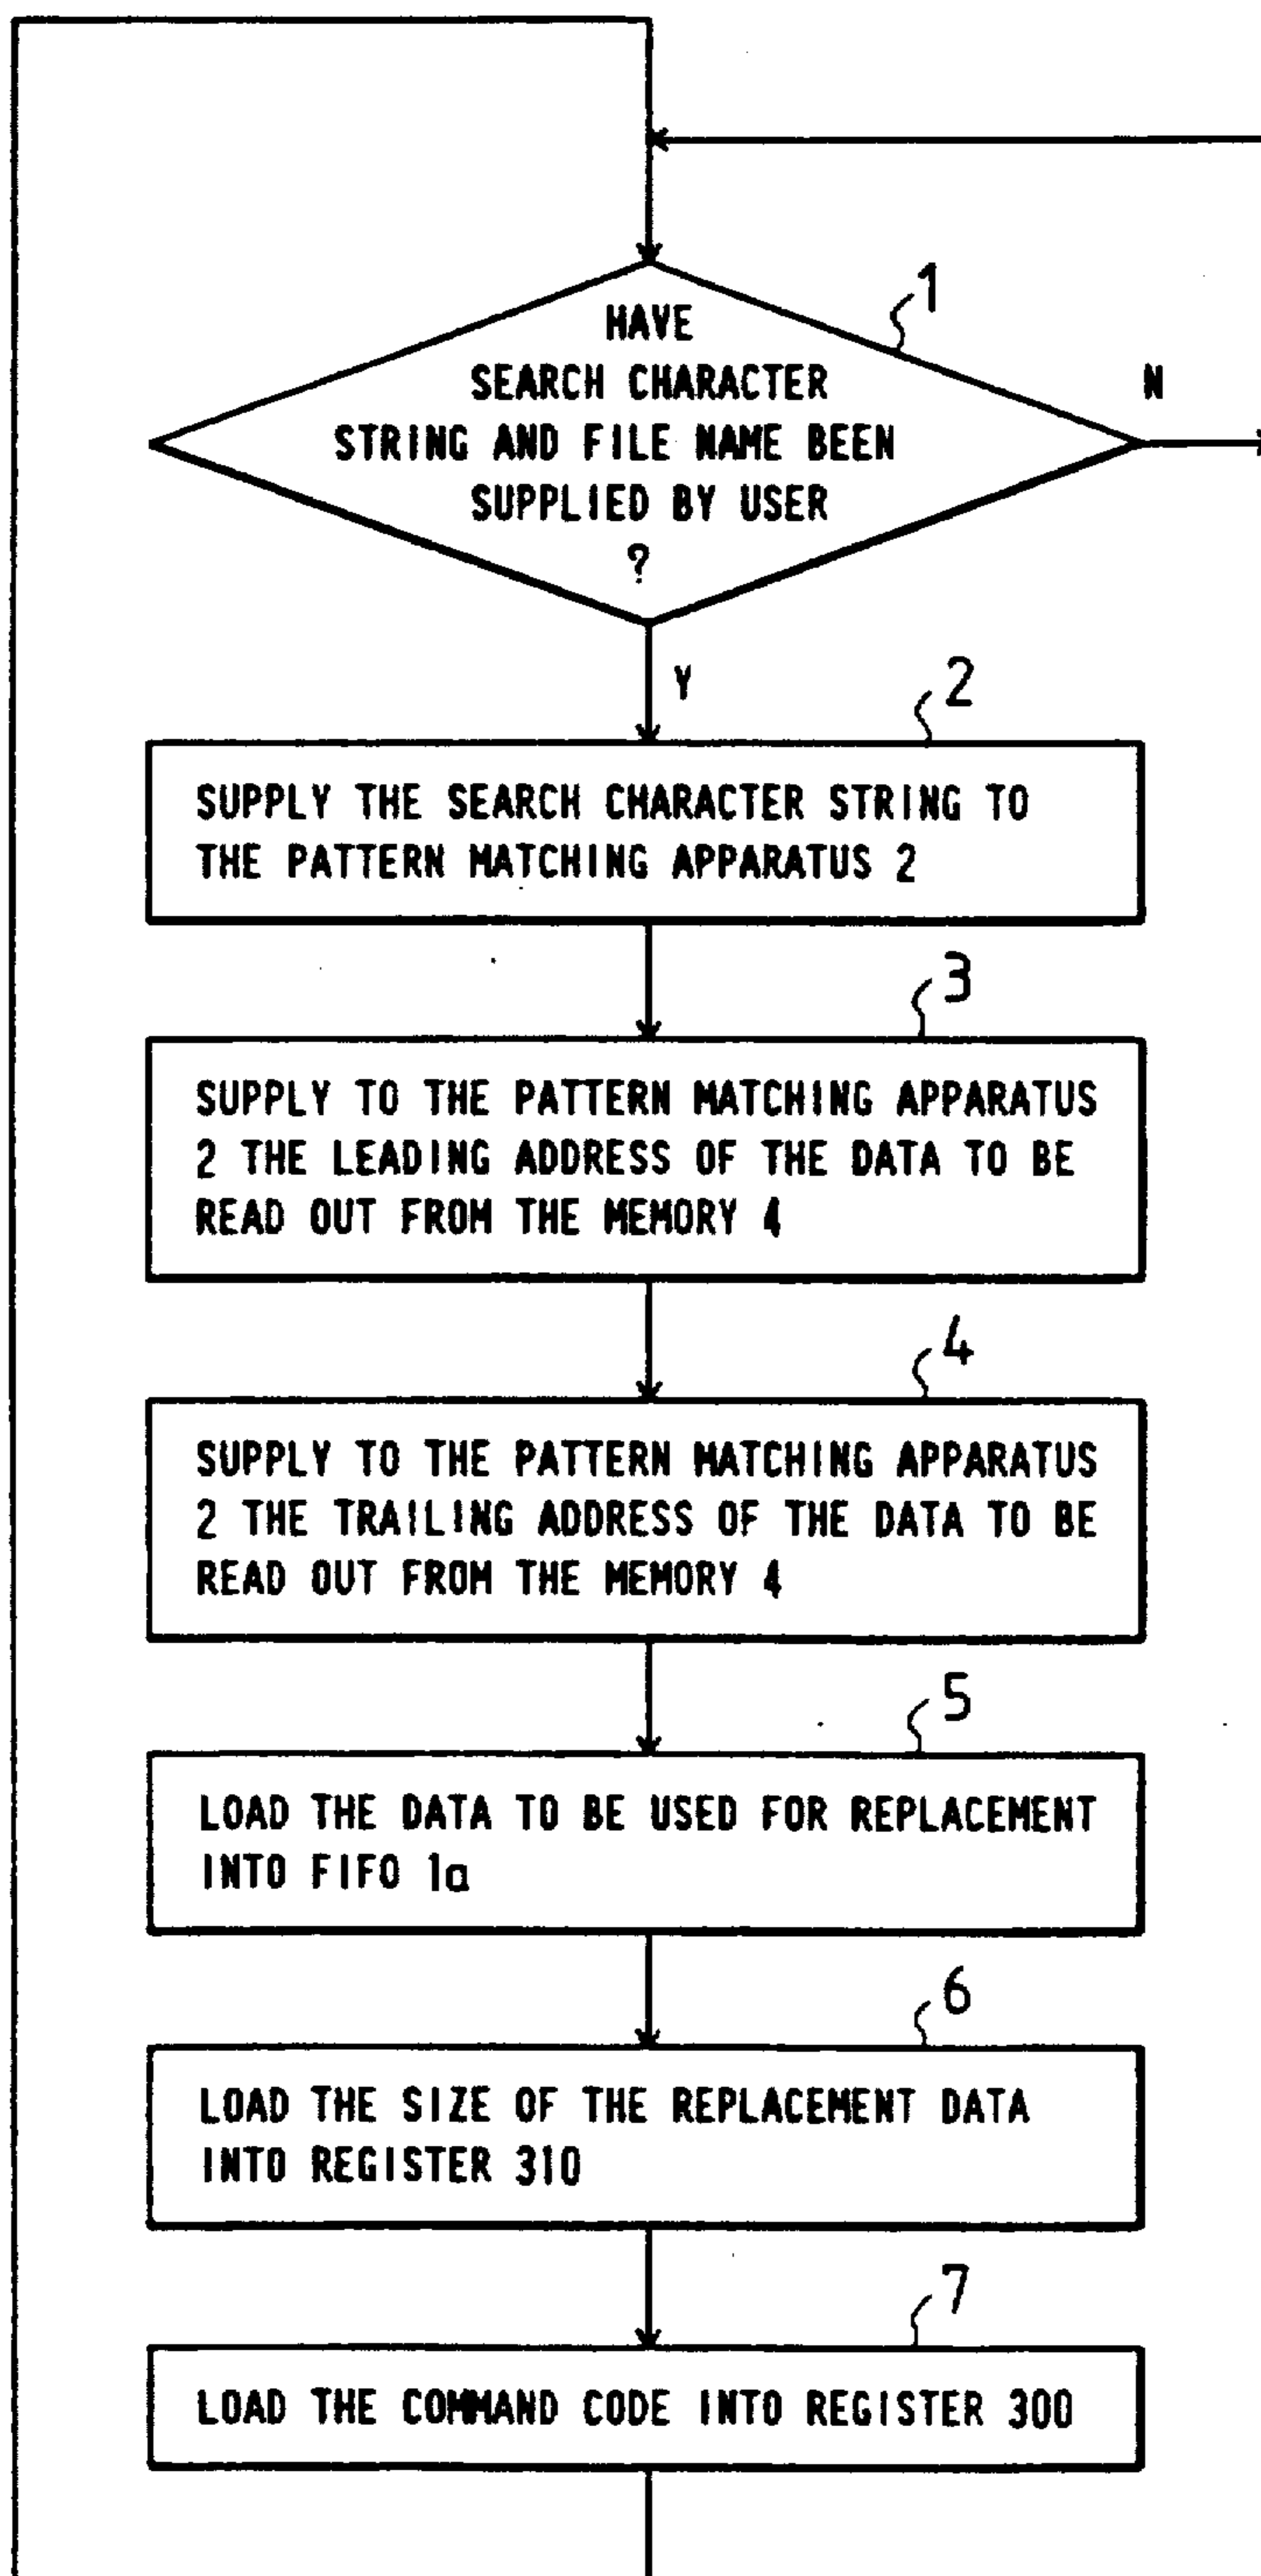 1
HAVE
SEARCH CHARACTER
STRING AND FILE NAME BEEN
SUPPLIED BY USER
?
N
Y
2
SUPPLY THE SEARCH CHARACTER STRING TO
THE PATTERN MATCHING APPARATUS 2
3
SUPPLY TO THE PATTERN MATCHING APPARATUS
2 THE LEADING ADDRESS OF THE DATA TO BE
READ OUT FROM THE MEMORY 4
4
SUPPLY TO THE PATTERN MATCHING APPARATUS
2 THE TRAILING ADDRESS OF THE DATA TO BE
READ OUT FROM THE MEMORY 4
5
LOAD THE DATA TO BE USED FOR REPLACEMENT
INTO FIFO 1a
6
LOAD THE SIZE OF THE REPLACEMENT DATA
INTO REGISTER 310
7
LOAD THE COMMAND CODE INTO REGISTER 300